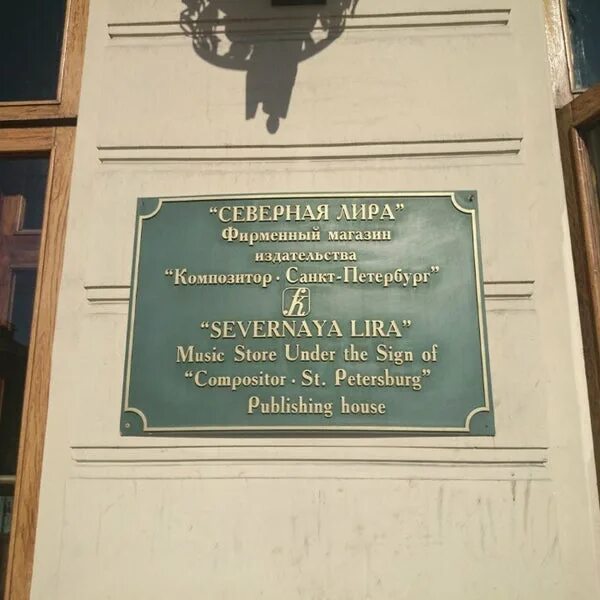 "СЕВЕРНАЯ ЛИРА"
Фирменный магазин
издательства
"Композитор · Санкт-Петербург"
"SEVERNAYA LIRA"
Music Store Under the Sign of
"Compositor · St. Petersburg"
Publishing house